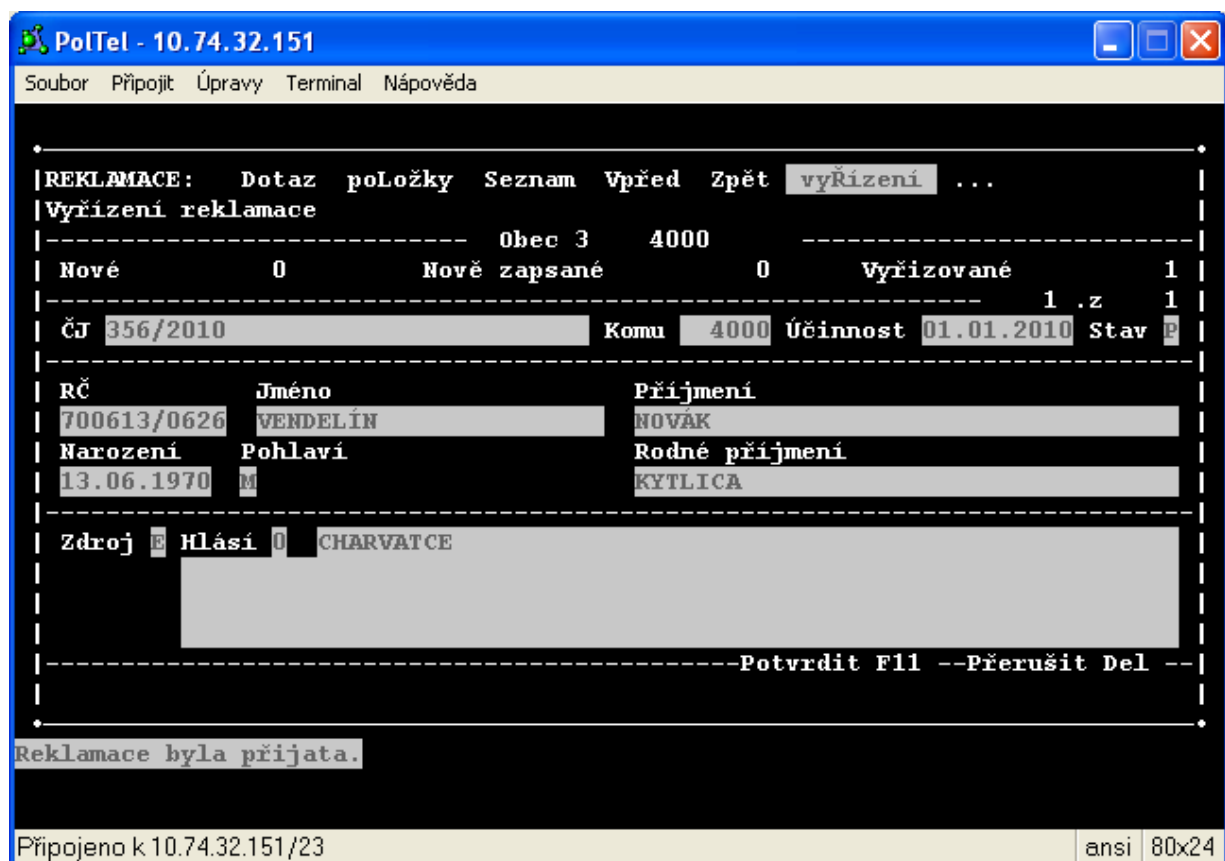 PolTel - 10.74.32.151
Soubor Připojit Úpravy Terminal Nápověda
REKLAMACE: Dotaz poLožky Seznam Vpřed Zpět vyŘízení ...
Vyřízení reklamace
Obec 3 4000
Nové 0 Nově zapsané 0 Vyřizované 1
1 .z 1
ČJ 356/2010 Komu 4000 Účinnost 01.01.2010 Stav P
RČ Jméno Příjmení
700613/0626 VENDELÍN NOVÁK
Narození Pohlaví Rodné příjmení
13.06.1970 M KYTLICA
Zdroj E Hlásí O CHARVATCE
Potvrdit F11 --Přerušit Del --
Reklamace byla přijata.
Připojeno k 10.74.32.151/23 ansi 80x24